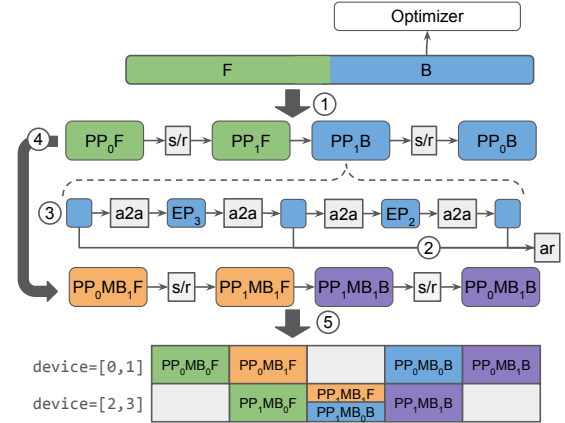 Optimizer
F B
①
④ PP₀F s/r PP₁F PP₁B s/r PP₀B
③ a2a EP₃ a2a a2a EP₂ a2a
② ar
PP₀MB₁F s/r PP₁MB₁F PP₁MB₁B s/r PP₀MB₁B
⑤
device=[0,1] PP₀MB₀F PP₀MB₁F PP₀MB₀B PP₀MB₁B
device=[2,3] PP₁MB₀F PP₁MB₁F PP₁MB₁B
PP₁MB₀B